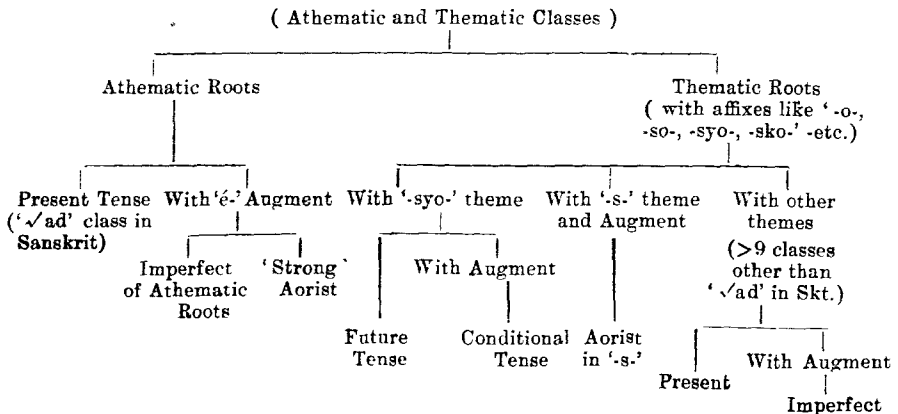 ( Athematic and Thematic Classes )
Athematic Roots
Thematic Roots
( with affixes like ‘ -o-,
-so-, -syo-, -sko-’ -etc.)
Present Tense
(‘√ad’ class in
Sanskrit)
With ‘é-’ Augment
With ‘-syo-’ theme
With ‘-s-’ theme
and Augment
With other
themes
(>9 classes
other than
‘√ad’ in Skt.)
Imperfect
of Athematic
Roots
‘Strong‘
Aorist
With Augment
Future
Tense
Conditional
Tense
Aorist
in ‘-s-’
Present
With Augment
Imperfect